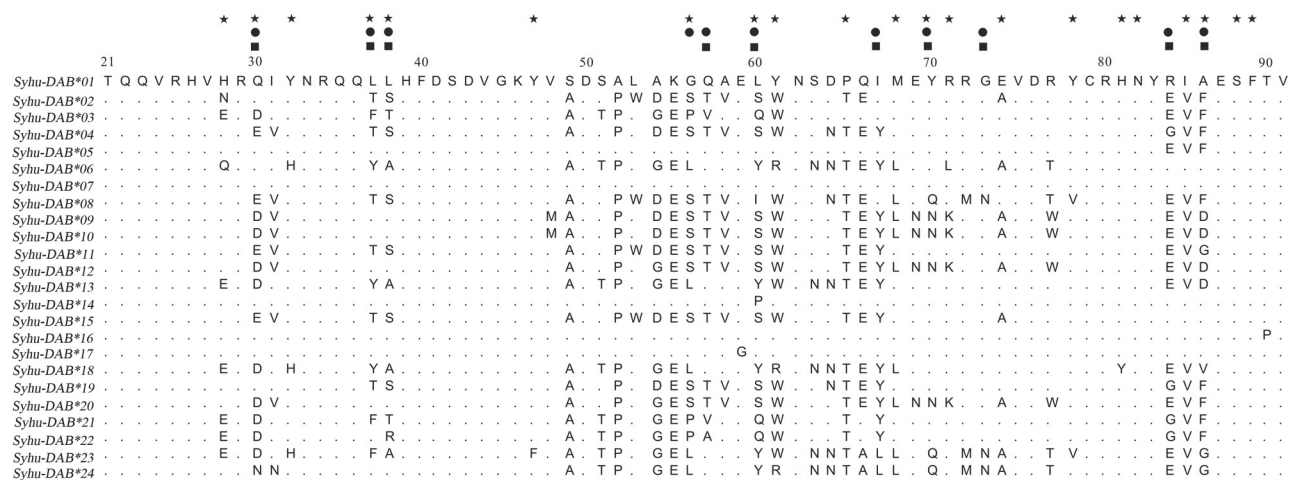 21 30 40 50 60 70 80 90
Syhu-DAB*01 T Q Q V R H V H R Q I Y N R Q Q L L H F D S D V G K Y V S D S A L A K G Q A E L Y N S D P Q I M E Y R R G E V D R Y C R H N Y R I A E S F T V
Syhu-DAB*02 . . . . . . . N . . . . . . . . T S . . . . . . . . . . A . . P W D E S T V . S W . . . T E . . . . . . . A . . . . . . . . . E V F . . . . .
Syhu-DAB*03 . . . . . . . E . D . . . . . . F T . . . . . . . . . . A . T P . G E P V . . Q W . . . . . . . . . . . . . . . . . . . . . . E V F . . . . .
Syhu-DAB*04 . . . . . . . . . E V . . . . . T S . . . . . . . . . . A . . P . D E S T V . S W . . N T E Y . . . . . . . . . . . . . . . . G V F . . . . .
Syhu-DAB*05 . . . . . . . . . . . . . . . . . . . . . . . . . . . . . . . . . . . . . . . . . . . . . . . . . . . . . . . . . . . . . . . E V F . . . . .
Syhu-DAB*06 . . . . . . . Q . . . H . . . . Y A . . . . . . . . . . A . T P . G E L . . . Y R . N N T E Y L . . L . . A . . T . . . . . . . . . . . . . .
Syhu-DAB*07 . . . . . . . . . . . . . . . . . . . . . . . . . . . . . . . . . . . . . . . . . . . . . . . . . . . . . . . . . . . . . . . . . . . . . . .
Syhu-DAB*08 . . . . . . . . . E V . . . . . T S . . . . . . . . . . A . . P W D E S T V . I W . . N T E . L . Q . M N . . . T V . . . . . E V F . . . . .
Syhu-DAB*09 . . . . . . . . . D V . . . . . . . . . . . . . . . . M A . . P . D E S T V . S W . . . T E Y L N N K . . A . . W . . . . . . E V D . . . . .
Syhu-DAB*10 . . . . . . . . . D V . . . . . . . . . . . . . . . . M A . . P . D E S T V . S W . . . T E Y L N N K . . A . . W . . . . . . E V D . . . . .
Syhu-DAB*11 . . . . . . . . . E V . . . . . T S . . . . . . . . . . A . . P W D E S T V . S W . . . T E Y . . . . . . . . . . . . . . . . E V G . . . . .
Syhu-DAB*12 . . . . . . . . . D V . . . . . . . . . . . . . . . . . A . . P . G E S T V . S W . . . T E Y L N N K . . A . . W . . . . . . E V D . . . . .
Syhu-DAB*13 . . . . . . . E . D . . . . . . Y A . . . . . . . . . . A . T P . G E L . . . Y W . N N T E Y . . . . . . . . . . . . . . . . E V D . . . . .
Syhu-DAB*14 . . . . . . . . . . . . . . . . . . . . . . . . . . . . . . . . . . . . . . . P . . . . . . . . . . . . . . . . . . . . . . . . . . . . . . .
Syhu-DAB*15 . . . . . . . . . E V . . . . . T S . . . . . . . . . . A . . P W D E S T V . S W . . . T E Y . . . . . . A . . . . . . . . . E V F . . . . .
Syhu-DAB*16 . . . . . . . . . . . . . . . . . . . . . . . . . . . . . . . . . . . . . . . . . . . . . . . . . . . . . . . . . . . . . . . . . . . . . P .
Syhu-DAB*17 . . . . . . . . . . . . . . . . . . . . . . . . . . . . . . . . . . . . . . G . . . . . . . . . . . . . . . . . . . . . . . . . . . . . . . .
Syhu-DAB*18 . . . . . . . E . D . H . . . . Y A . . . . . . . . . . A . T P . G E L . . . Y R . N N T E Y L . . . . . . . . . . . . Y . . E V V . . . . .
Syhu-DAB*19 . . . . . . . . . . . . . . . . T S . . . . . . . . . . A . . P . D E S T V . S W . . N T E Y . . . . . . . . . . . . . . . . G V F . . . . .
Syhu-DAB*20 . . . . . . . . . D V . . . . . . . . . . . . . . . . . A . . P . G E S T V . S W . . . T E Y L N N K . . A . . W . . . . . . E V F . . . . .
Syhu-DAB*21 . . . . . . . E . D . . . . . . F T . . . . . . . . . . A . T P . G E P V . . Q W . . . T . Y . . . . . . . . . . . . . . . . G V F . . . . .
Syhu-DAB*22 . . . . . . . E . D . . . . . . . R . . . . . . . . . . A . T P . G E P A . . Q W . . . T . Y . . . . . . . . . . . . . . . . G V F . . . . .
Syhu-DAB*23 . . . . . . . E . D . H . . . . F A . . . . . . . . F . A . T P . G E L . . . Y W . N N T A L L . Q . M N A . . T V . . . . . E V G . . . . .
Syhu-DAB*24 . . . . . . . . . N N . . . . . . . . . . . . . . . . . A . T P . G E L . . . Y R . N N T A L L . Q . M N A . . T . . . . . . E V G . . . . .